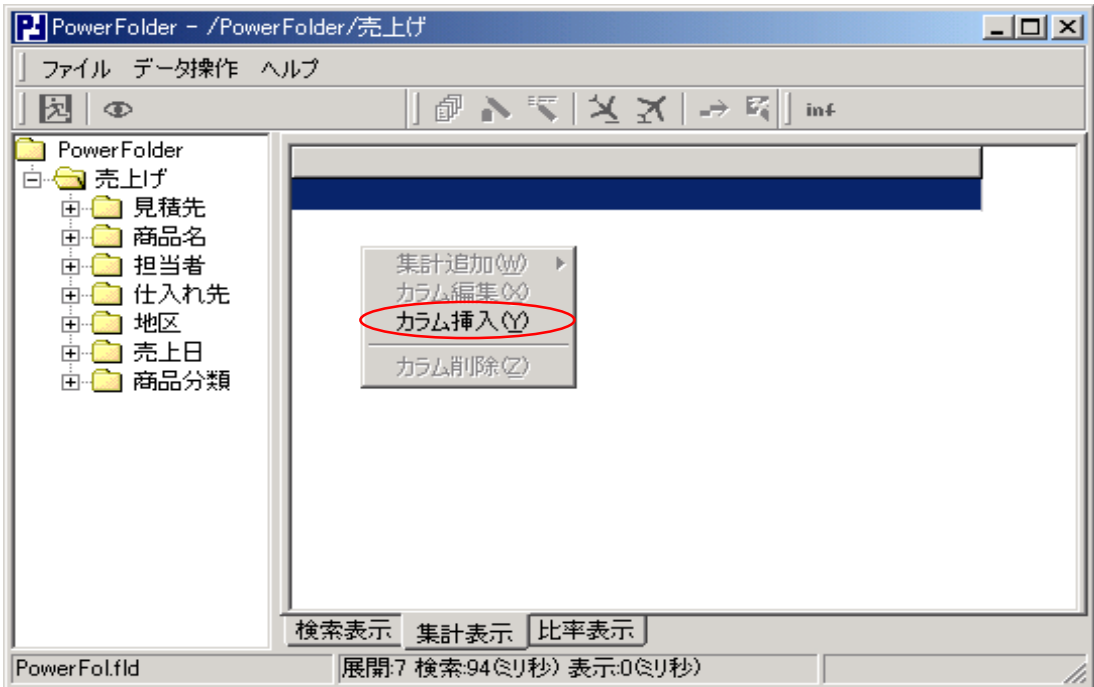 PowerFolder - /PowerFolder/売上げ
ファイル データ操作 ヘルプ
inf
PowerFolder
売上げ
見積先
商品名
担当者
仕入れ先
地区
売上日
商品分類
集計追加(W)
カラム編集(X)
カラム挿入(Y)
カラム削除(Z)
検索表示 集計表示 比率表示
PowerFol.fld 展開:7 検索:94(ミリ秒) 表示:0(ミリ秒)